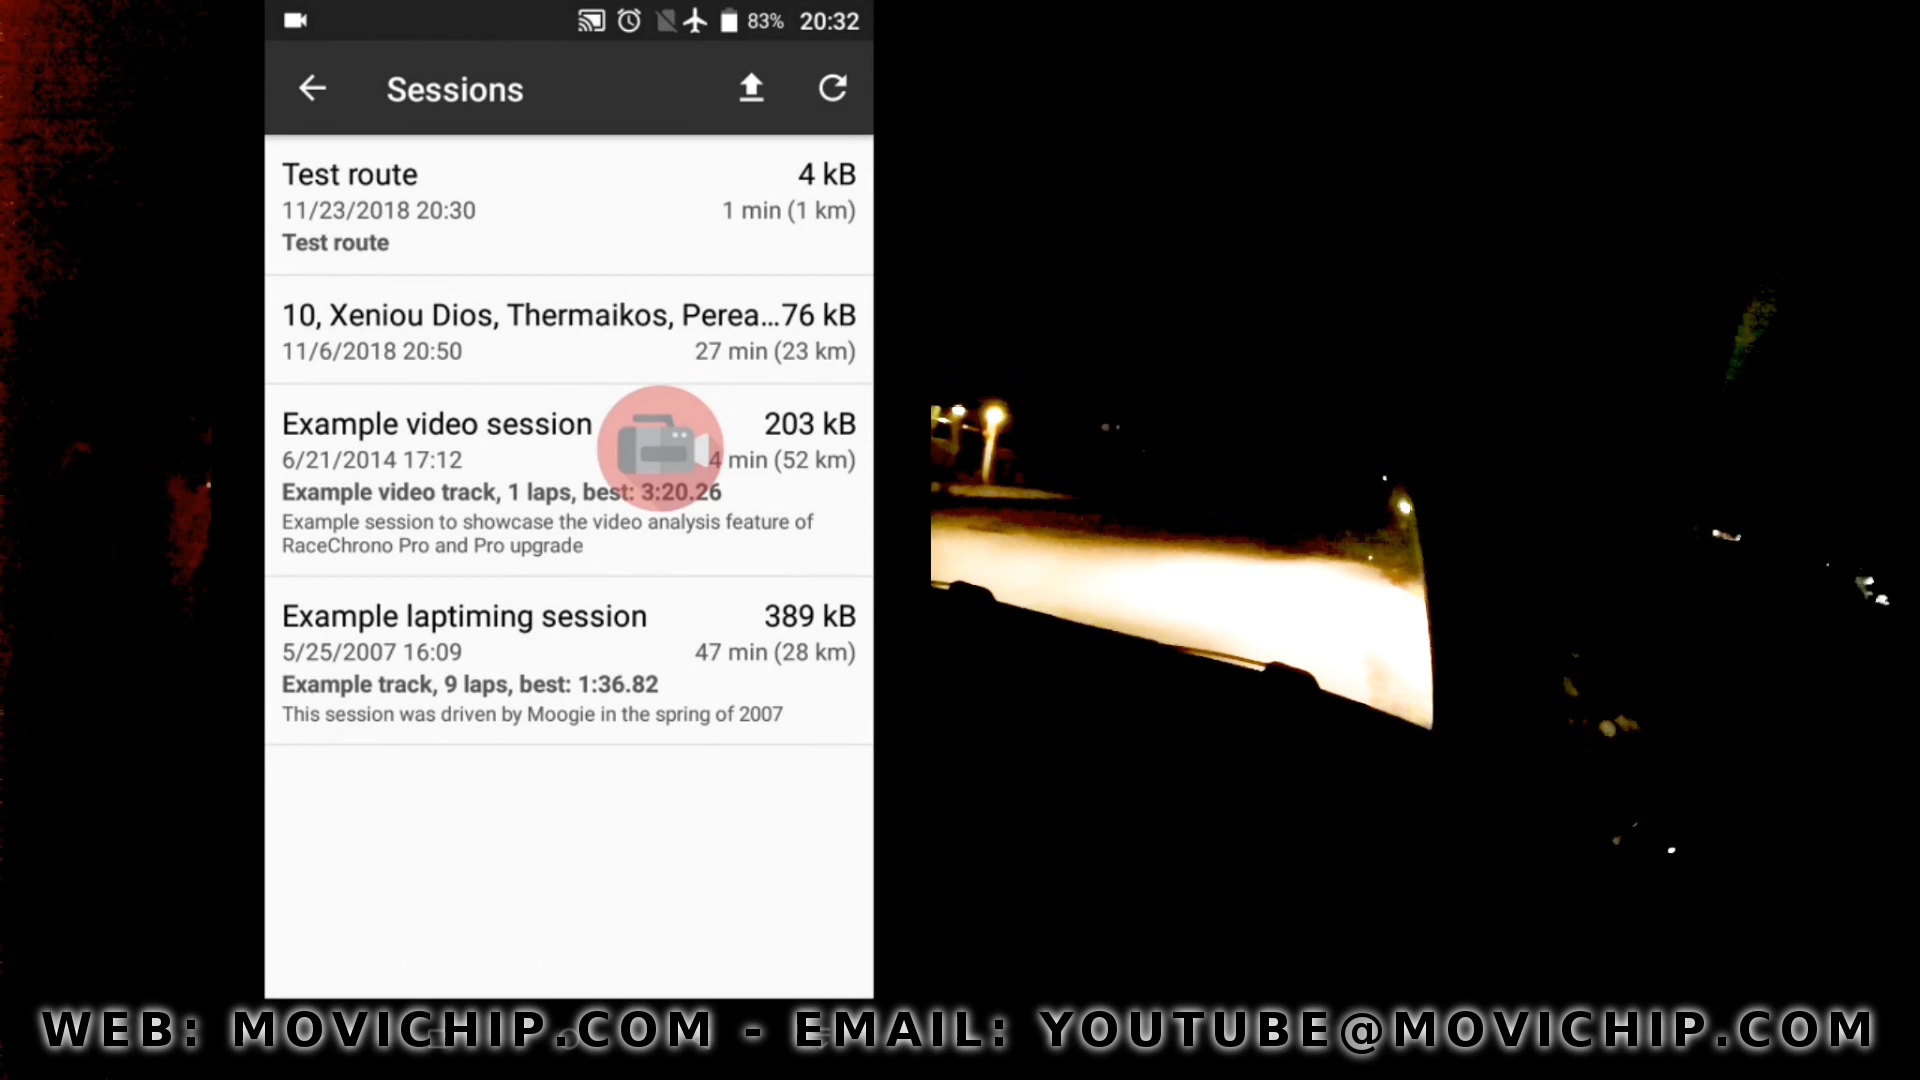 83% 20:32
Sessions
Test route 4 kB
11/23/2018 20:30 1 min (1 km)
Test route
10, Xeniou Dios, Thermaikos, Perea...76 kB
11/6/2018 20:50 27 min (23 km)
Example video session 203 kB
6/21/2014 17:12 4 min (52 km)
Example video track, 1 laps, best: 3:20.26
Example session to showcase the video analysis feature of
RaceChrono Pro and Pro upgrade
Example laptiming session 389 kB
5/25/2007 16:09 47 min (28 km)
Example track, 9 laps, best: 1:36.82
This session was driven by Moogie in the spring of 2007
WEB: MOVICHIP.COM - EMAIL: YOUTUBE@MOVICHIP.COM